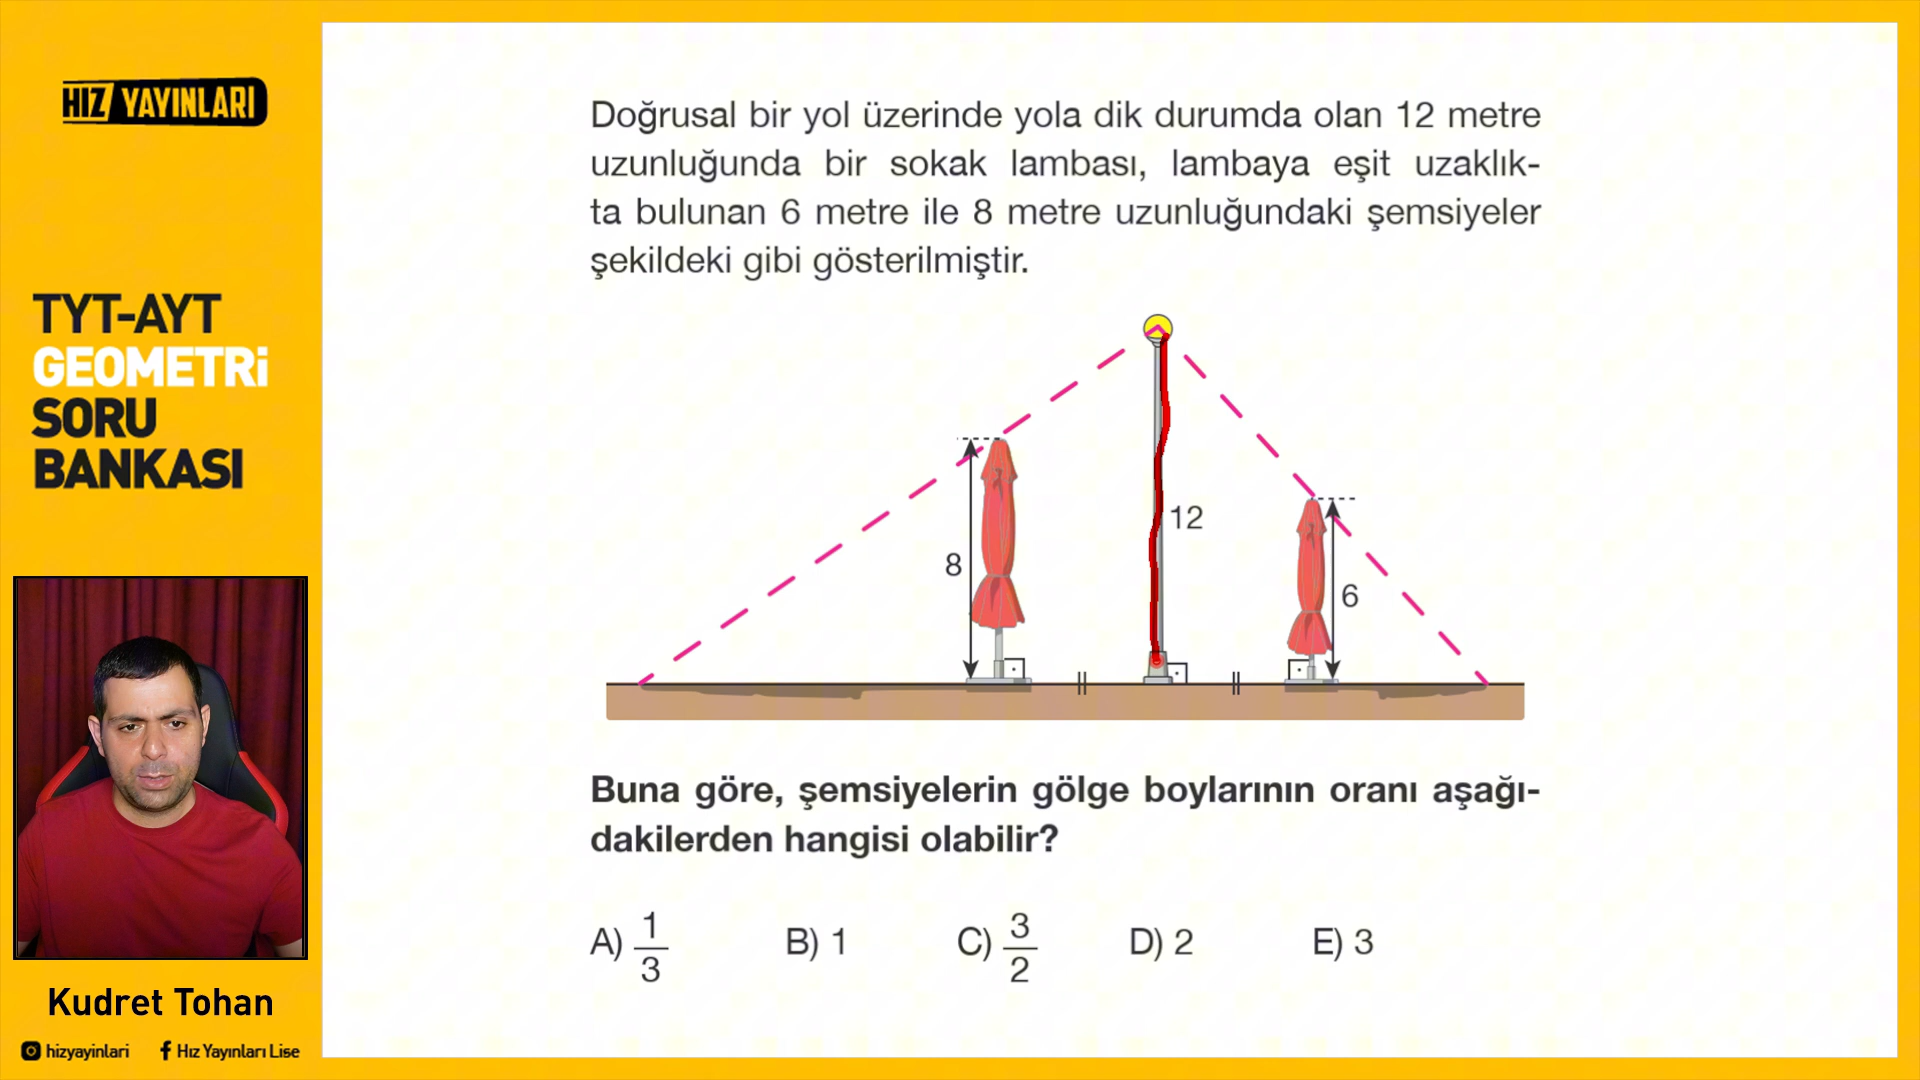 HIZ YAYINLARI
TYT-AYT
GEOMETRİ
SORU
BANKASI
Kudret Tohan
hizyayinlari
Hız Yayınları Lise
Doğrusal bir yol üzerinde yola dik durumda olan 12 metre
uzunluğunda bir sokak lambası, lambaya eşit uzaklık-
ta bulunan 6 metre ile 8 metre uzunluğundaki şemsiyeler
şekildeki gibi gösterilmiştir.
12
8
6
Buna göre, şemsiyelerin gölge boylarının oranı aşağı-
dakilerden hangisi olabilir?
A) 1/3 B) 1 C) 3/2 D) 2 E) 3